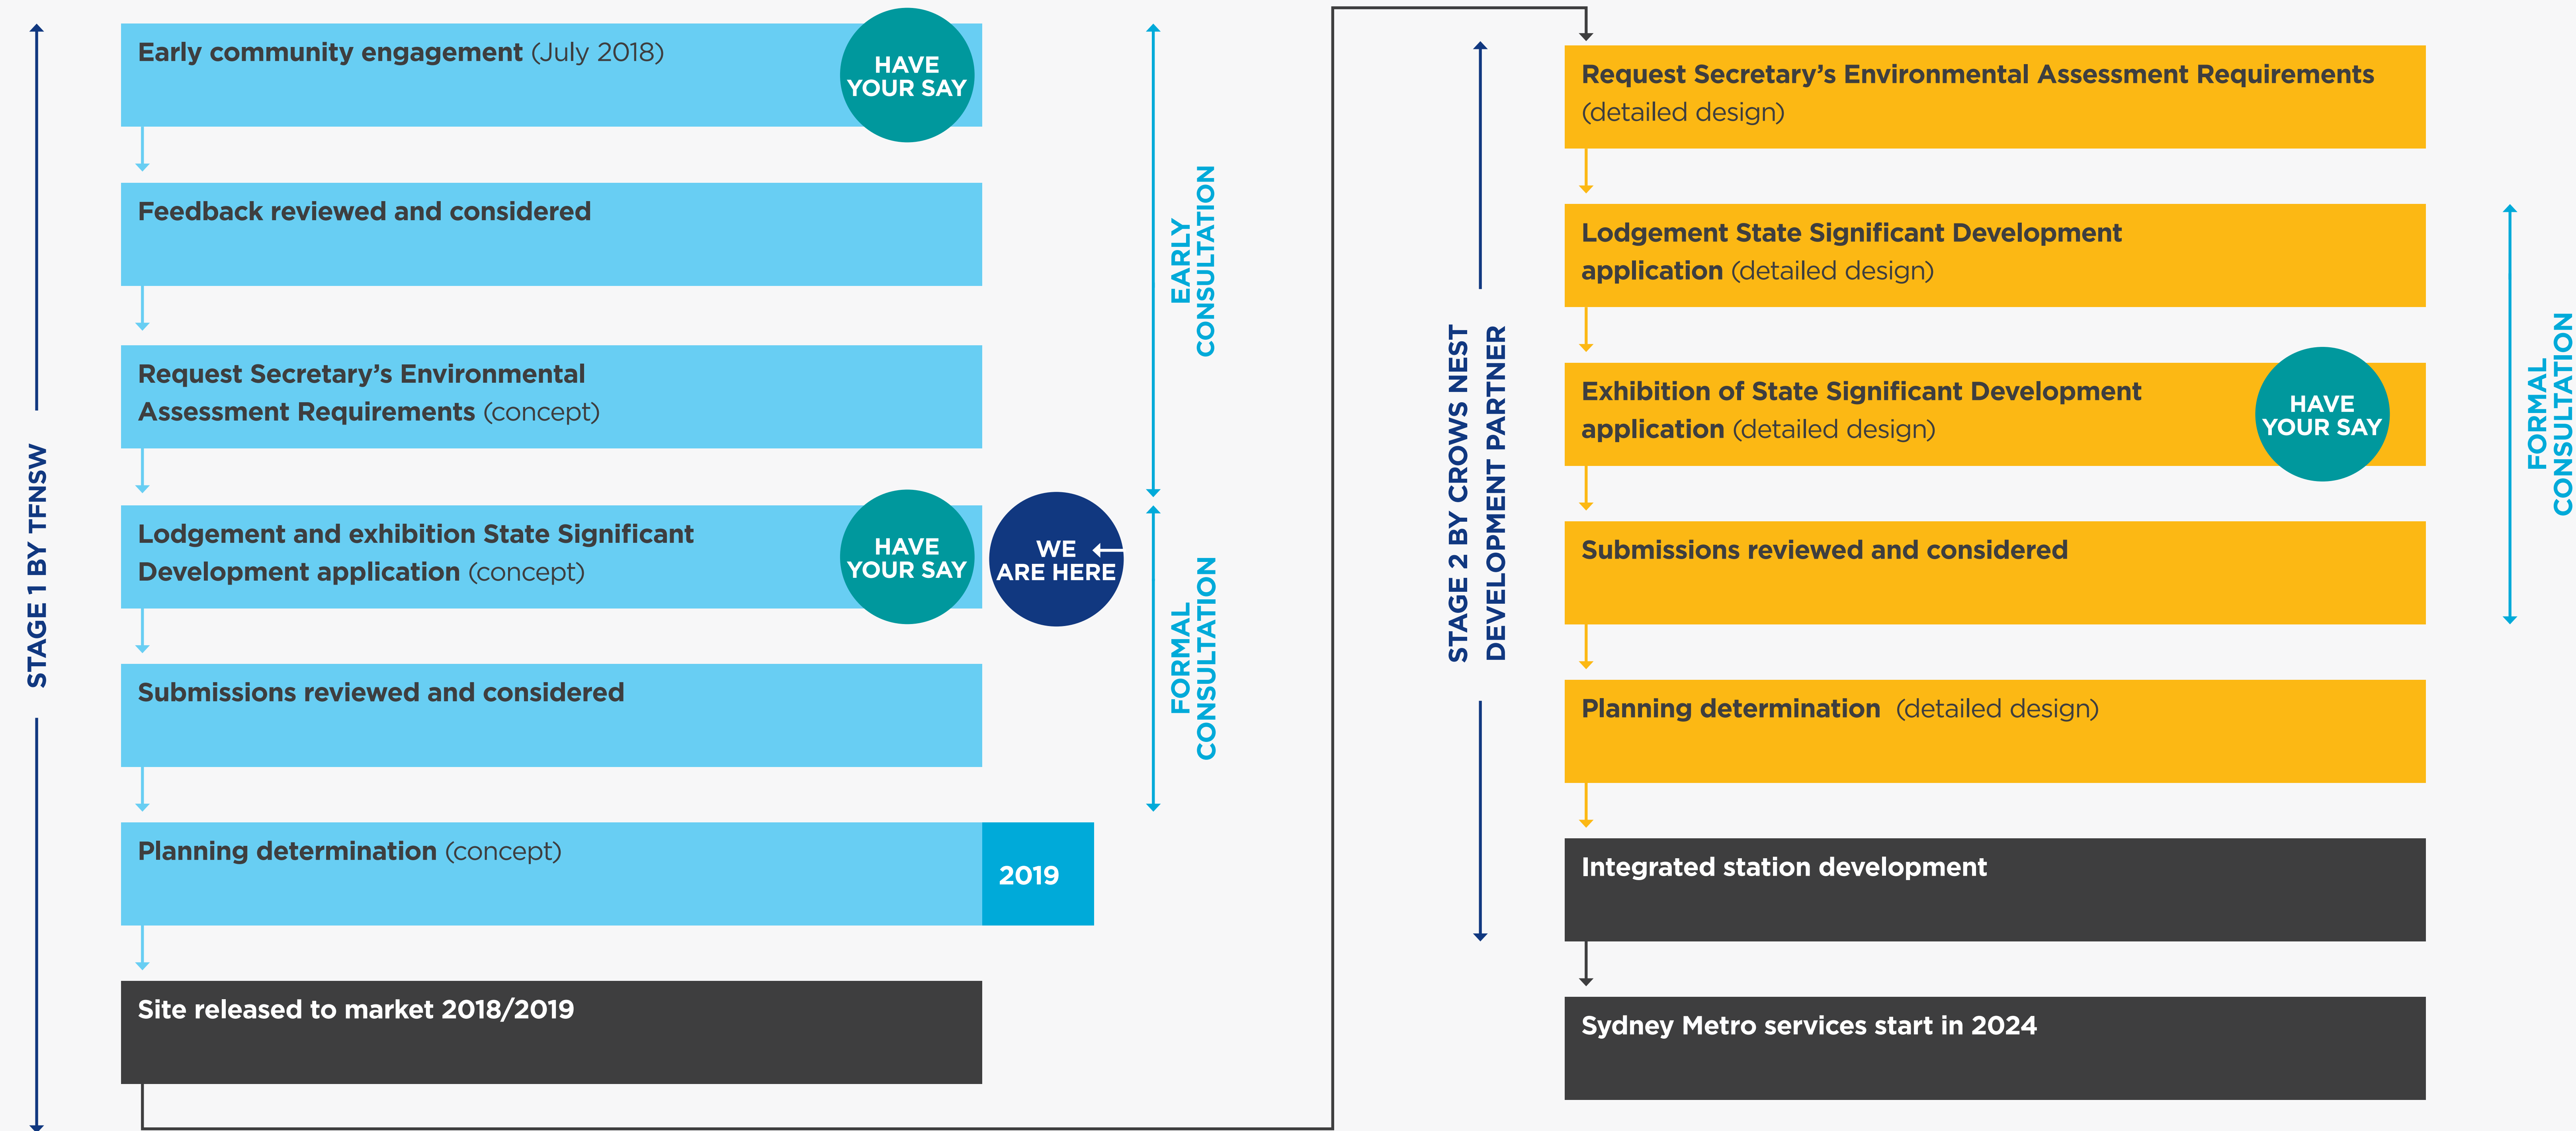 STAGE 1 BY TFNSW
Early community engagement (July 2018)
HAVE
YOUR SAY
Feedback reviewed and considered
Request Secretary’s Environmental
Assessment Requirements (concept)
EARLY
CONSULTATION
Lodgement and exhibition State Significant
Development application (concept)
HAVE
YOUR SAY
WE
ARE HERE
Submissions reviewed and considered
FORMAL
CONSULTATION
Planning determination (concept)
2019
Site released to market 2018/2019
STAGE 2 BY CROWS NEST
DEVELOPMENT PARTNER
Request Secretary’s Environmental Assessment Requirements
(detailed design)
Lodgement State Significant Development
application (detailed design)
Exhibition of State Significant Development
application (detailed design)
HAVE
YOUR SAY
Submissions reviewed and considered
FORMAL
CONSULTATION
Planning determination (detailed design)
Integrated station development
Sydney Metro services start in 2024